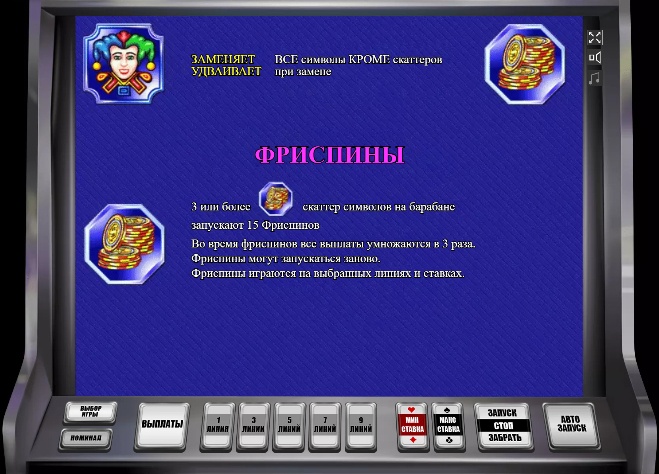 ЗАМЕНЯЕТ ВСЕ символы КРОМЕ скаттеров
УДВАИВАЕТ при замене
ФРИСПИНЫ
3 или более скаттер символов на барабане
запускают 15 Фриспинов
Во время фриспинов все выплаты умножаются в 3 раза.
Фриспины могут запускаться заново.
Фриспины играются на выбранных линиях и ставках.
ВЫБОР
ИГРЫ
НОМИНАЛ
ВЫПЛАТЫ
1
ЛИНИЯ
3
ЛИНИИ
5
ЛИНИЙ
7
ЛИНИЙ
9
ЛИНИЙ
МИН
СТАВКА
МАКС
СТАВКА
ЗАПУСК
СТОП
ЗАБРАТЬ
АВТО
ЗАПУСК